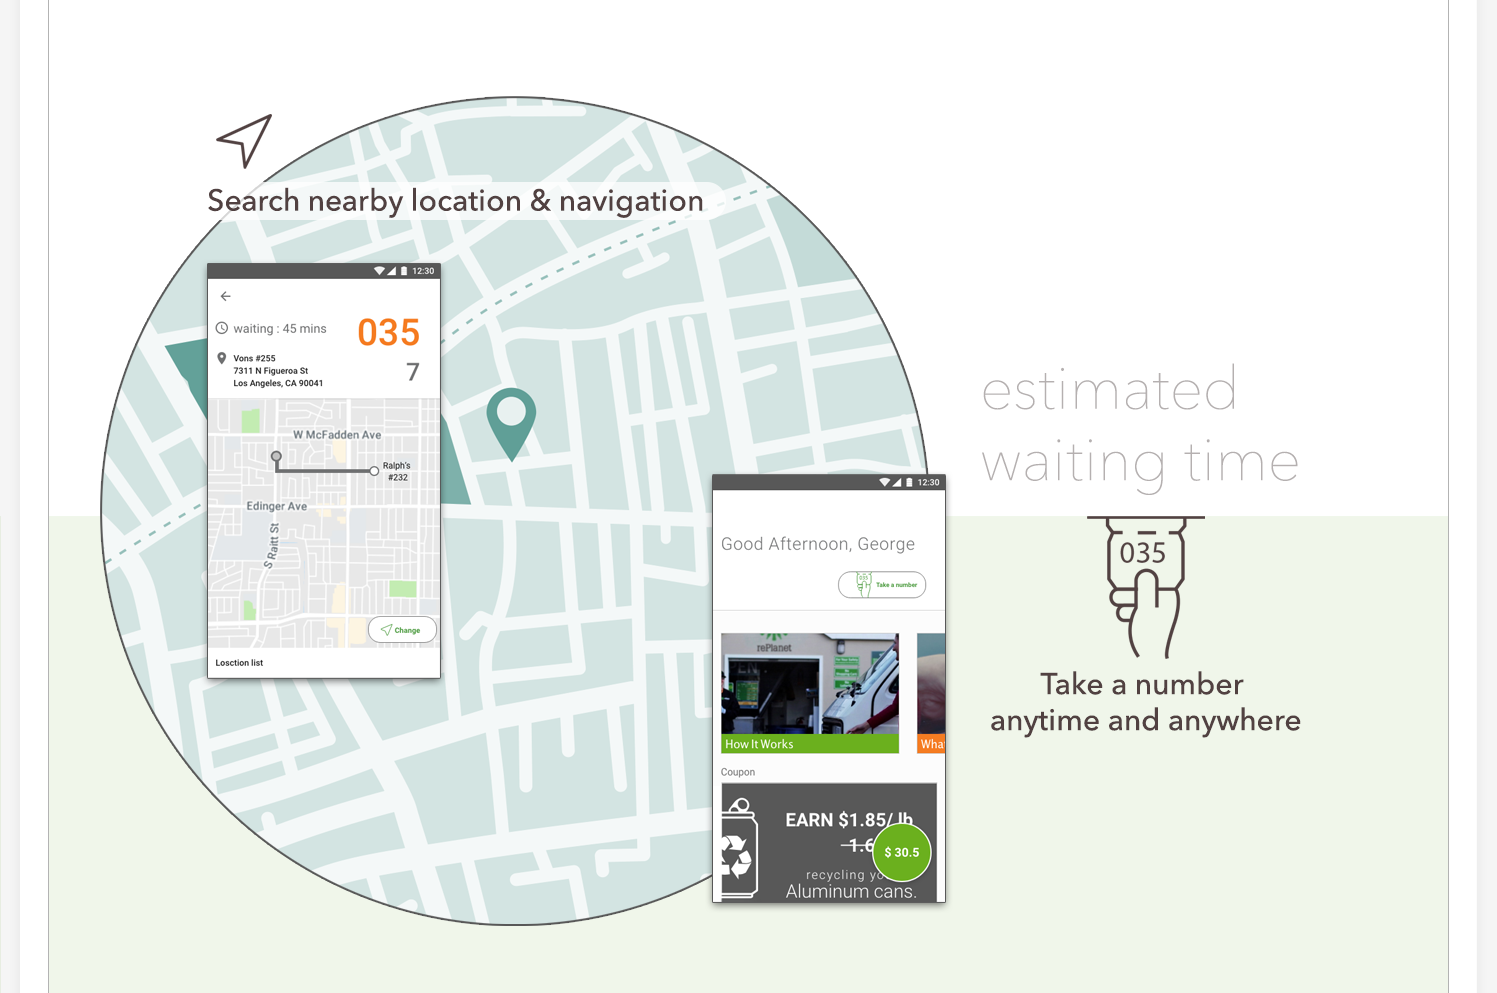 Search nearby location & navigation
12:30
waiting : 45 mins
035
Vons #255
7311 N Figueroa St
Los Angeles, CA 90041
7
W McFadden Ave
Ralph's
#232
Edinger Ave
S Raitt St
Change
Losction list
estimated
waiting time
12:30
Good Afternoon, George
035
Take a number
rePlanet
How It Works
What
Coupon
EARN $1.85/ lb
1.6
$ 30.5
recycling yo
Aluminum cans.
035
Take a number
anytime and anywhere